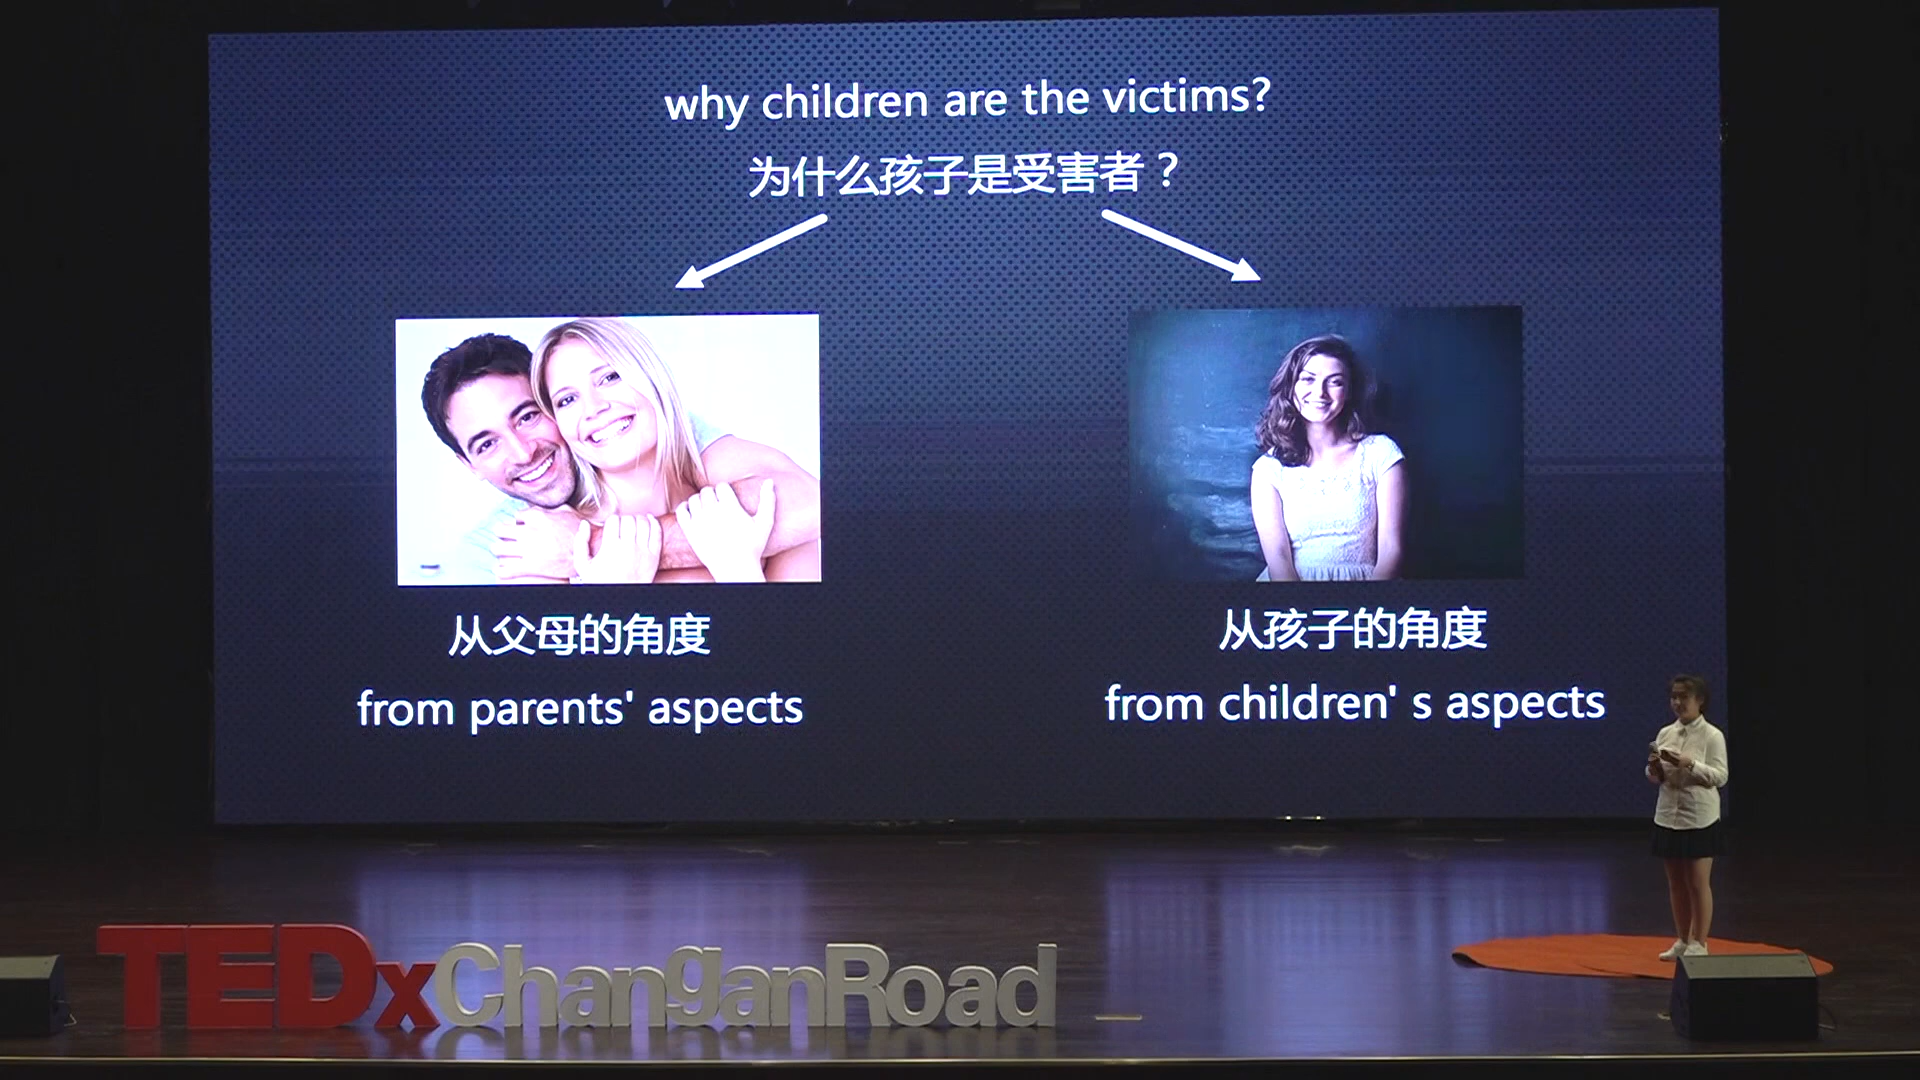 why children are the victims?
为什么孩子是受害者？
从父母的角度
from parents' aspects
从孩子的角度
from children' s aspects
TEDxChanganRoad